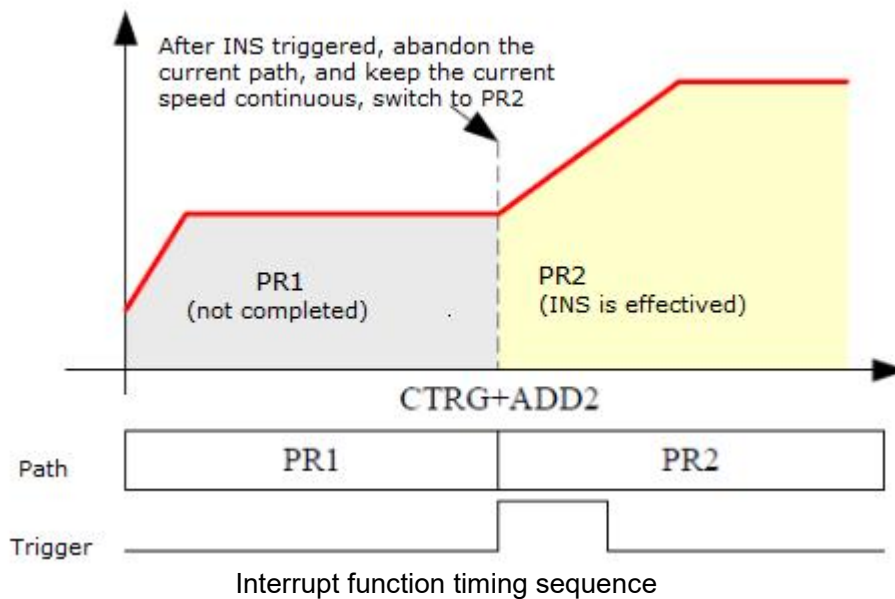 After INS triggered, abandon the
current path, and keep the current
speed continuous, switch to PR2
PR1
(not completed)
PR2
(INS is effectived)
CTRG+ADD2
Path
PR1
PR2
Trigger
Interrupt function timing sequence